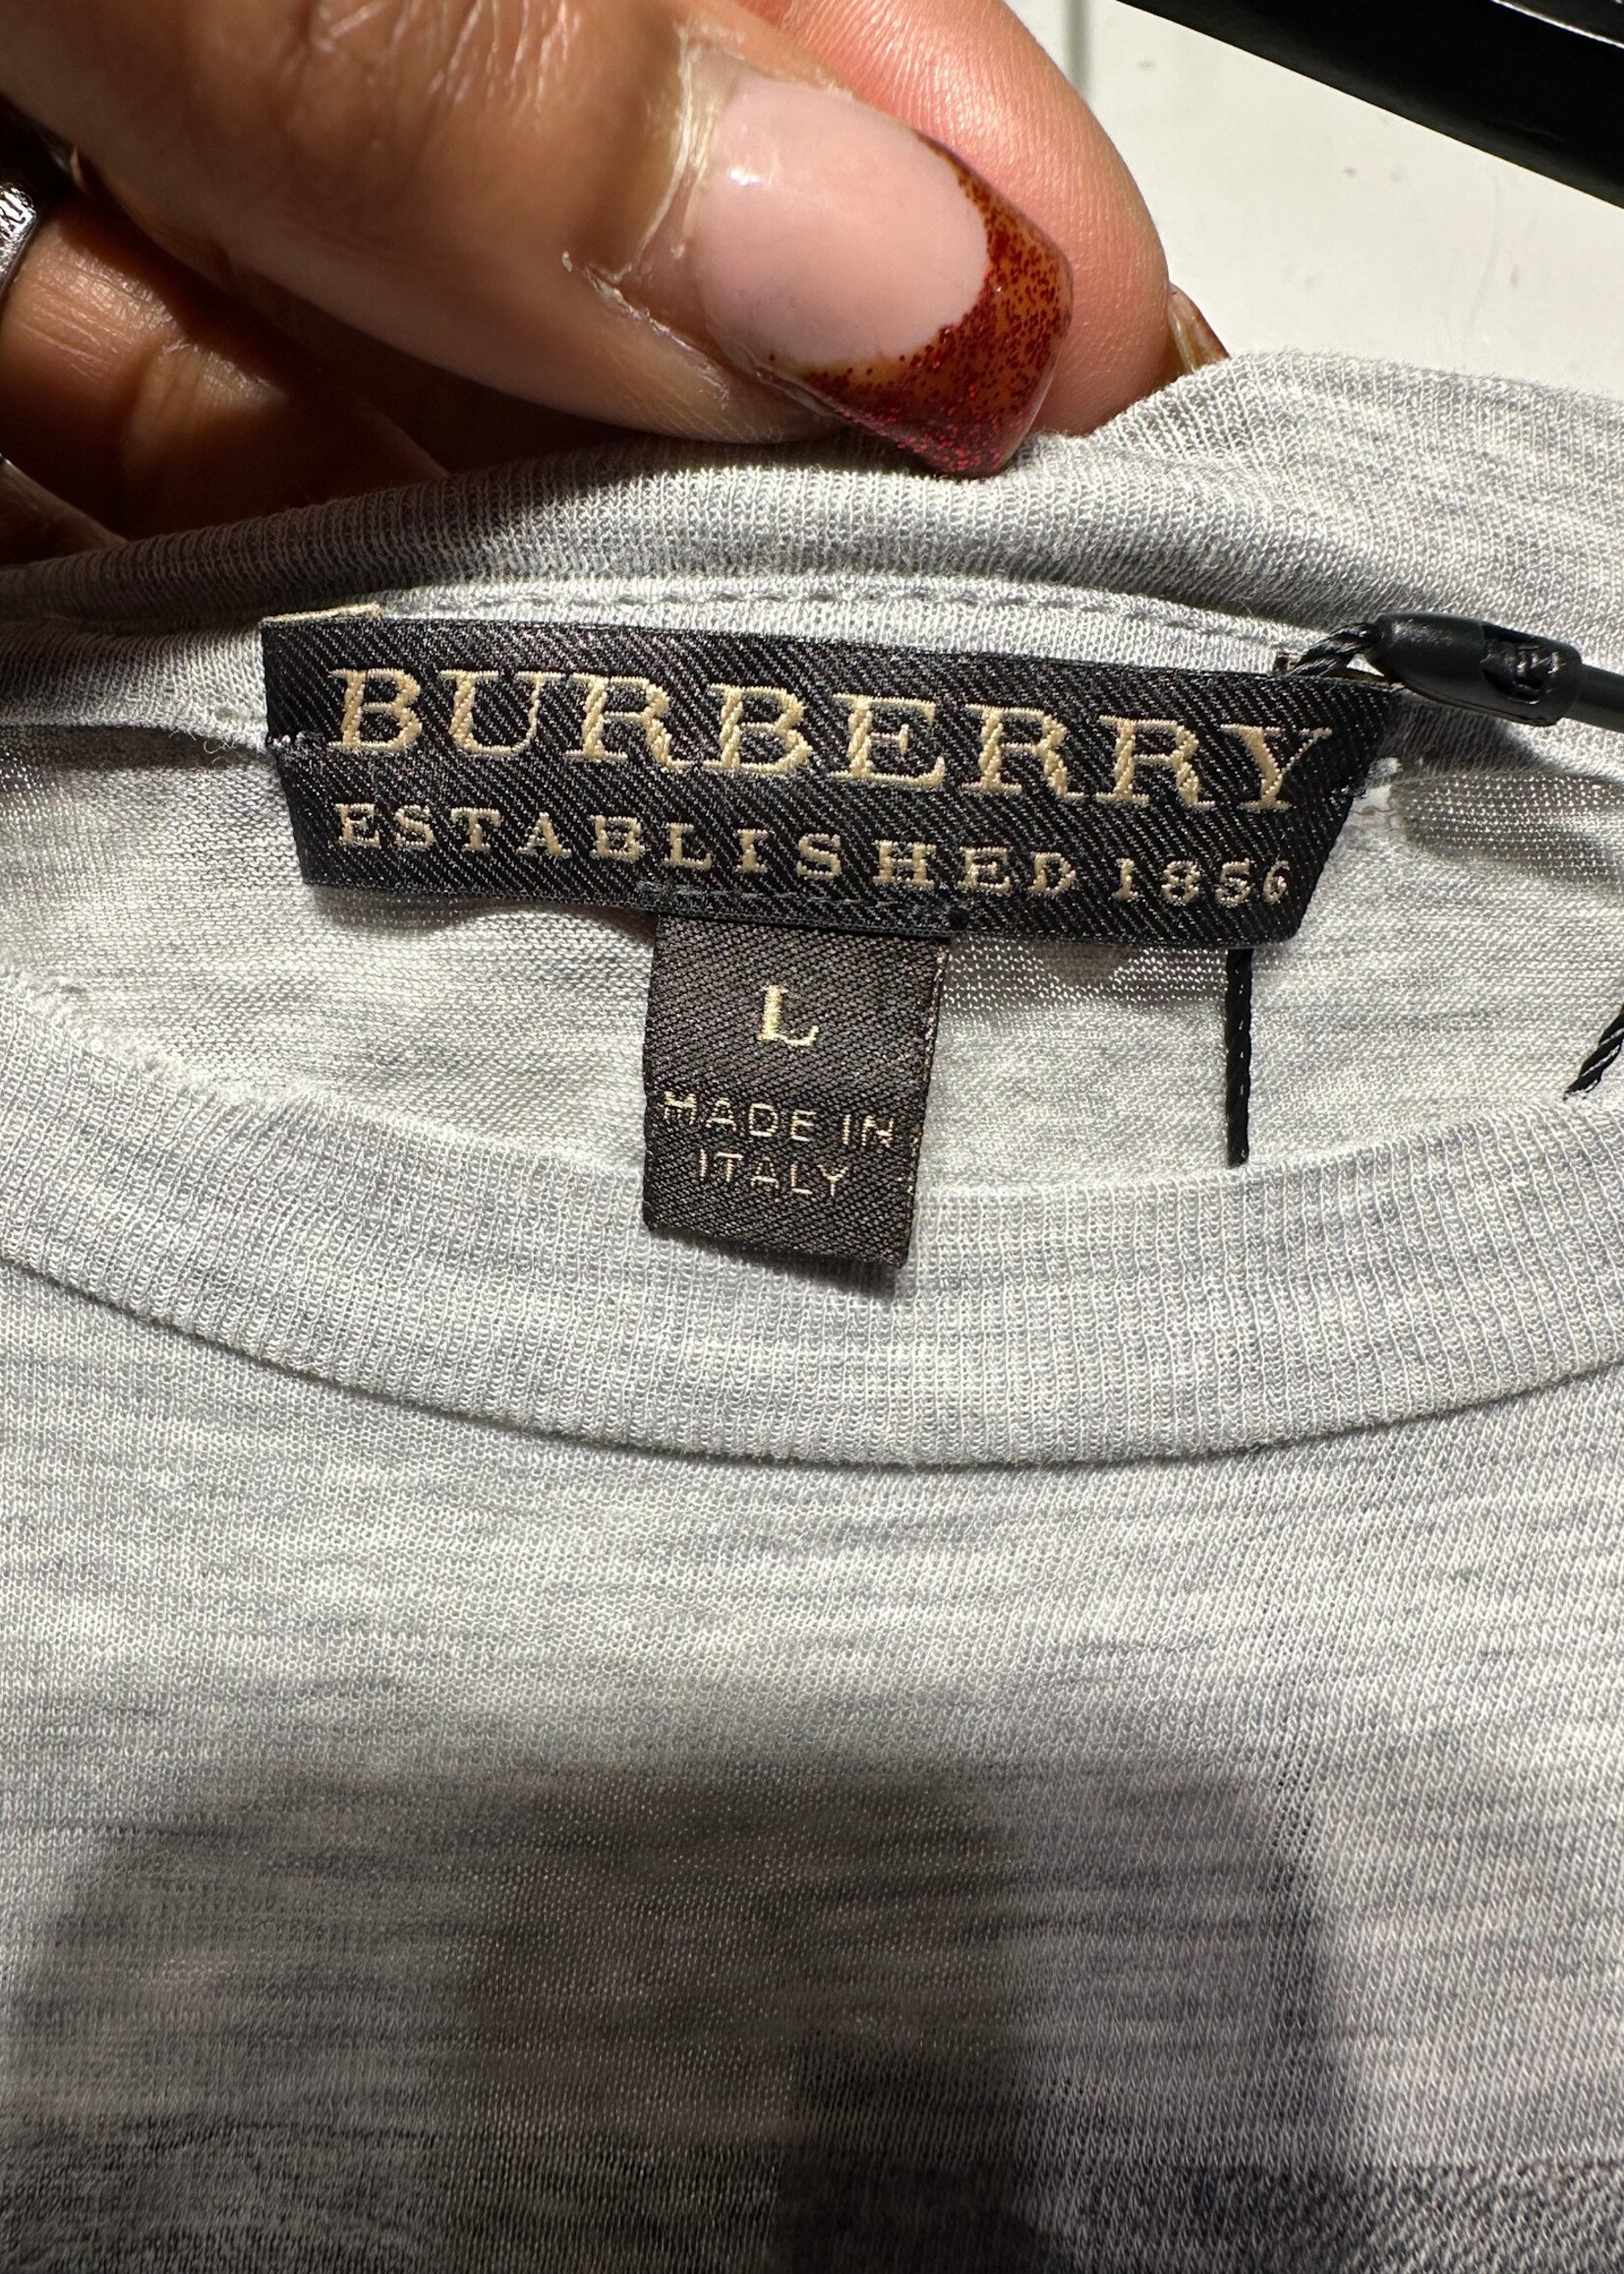 BURBERRY
ESTABLISHED 1856
L
MADE IN
ITALY